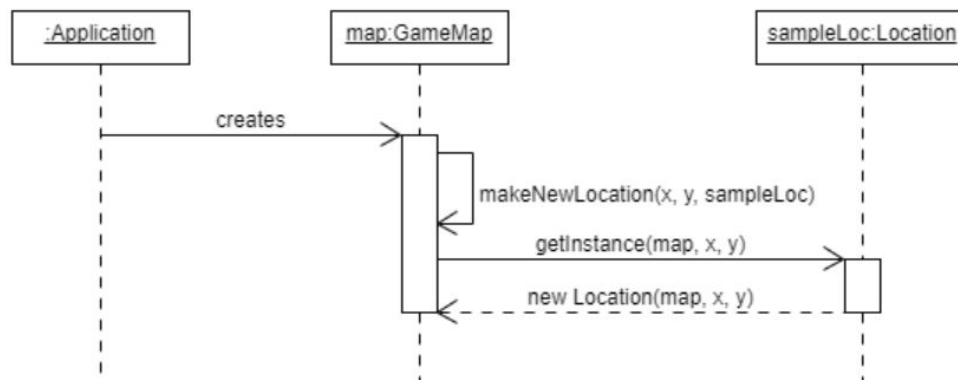 :Application
map:GameMap
sampleLoc:Location
creates
makeNewLocation(x, y, sampleLoc)
getInstance(map, x, y)
new Location(map, x, y)